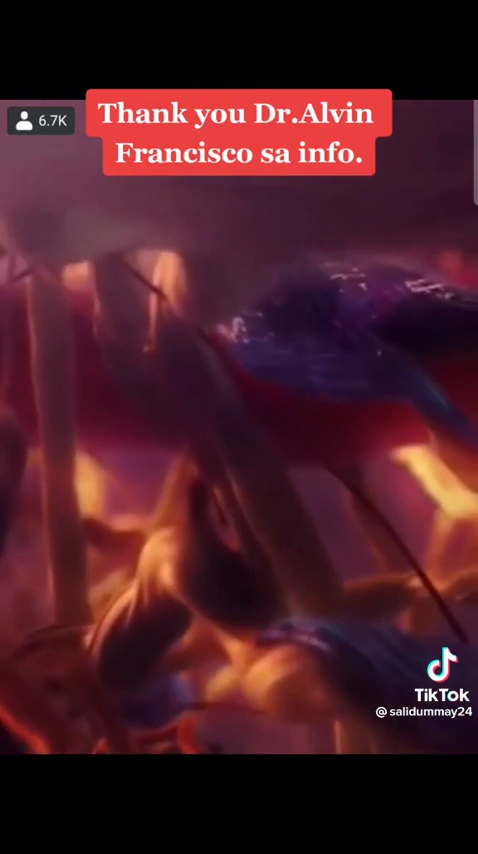 6.7K
Thank you Dr.Alvin
Francisco sa info.
TikTok
@ salidummay24